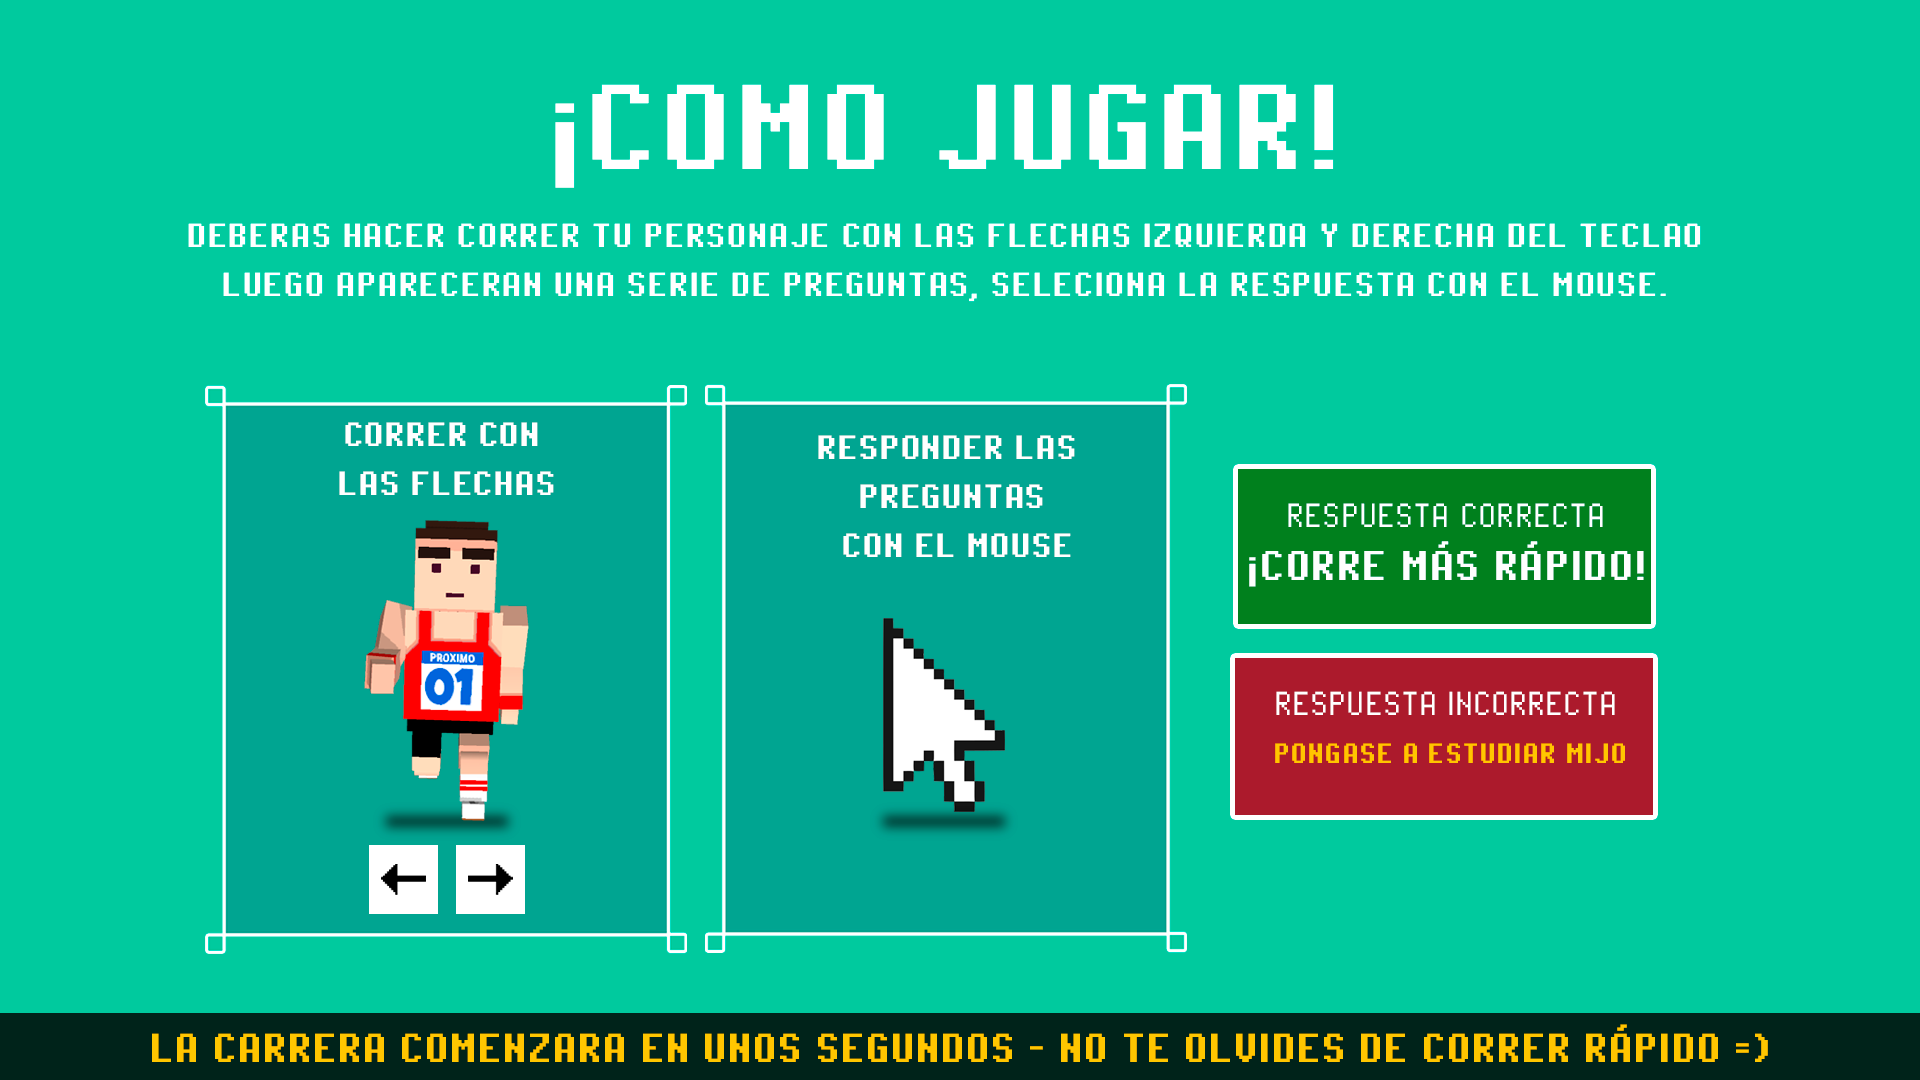 ¡COMO JUGAR!
DEBERAS HACER CORRER TU PERSONAJE CON LAS FLECHAS IZQUIERDA Y DERECHA DEL TECLAO
LUEGO APARECERAN UNA SERIE DE PREGUNTAS, SELECIONA LA RESPUESTA CON EL MOUSE.
CORRER CON
LAS FLECHAS
PROXIMO
01
RESPONDER LAS
PREGUNTAS
CON EL MOUSE
RESPUESTA CORRECTA
¡CORRE MÁS RÁPIDO!
RESPUESTA INCORRECTA
PONGASE A ESTUDIAR MIJO
LA CARRERA COMENZARA EN UNOS SEGUNDOS - NO TE OLVIDES DE CORRER RÁPIDO =)